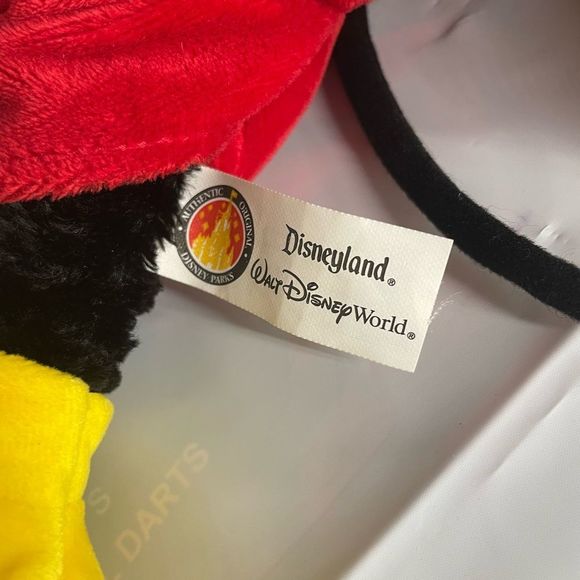 AUTHENTIC ORIGINAL
DISNEY PARKS
Disneyland®
WALT DISNEY World®
DARTS